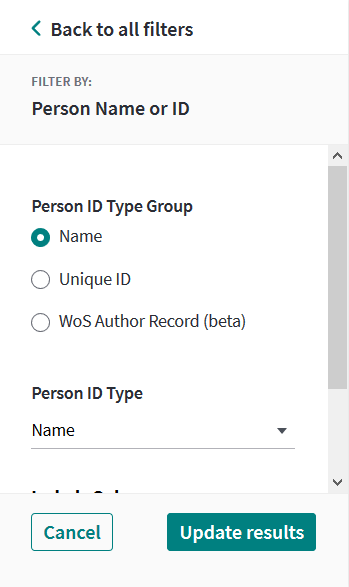 Back to all filters
FILTER BY:
Person Name or ID
Person ID Type Group
Name
Unique ID
WoS Author Record (beta)
Person ID Type
Name
Cancel
Update results